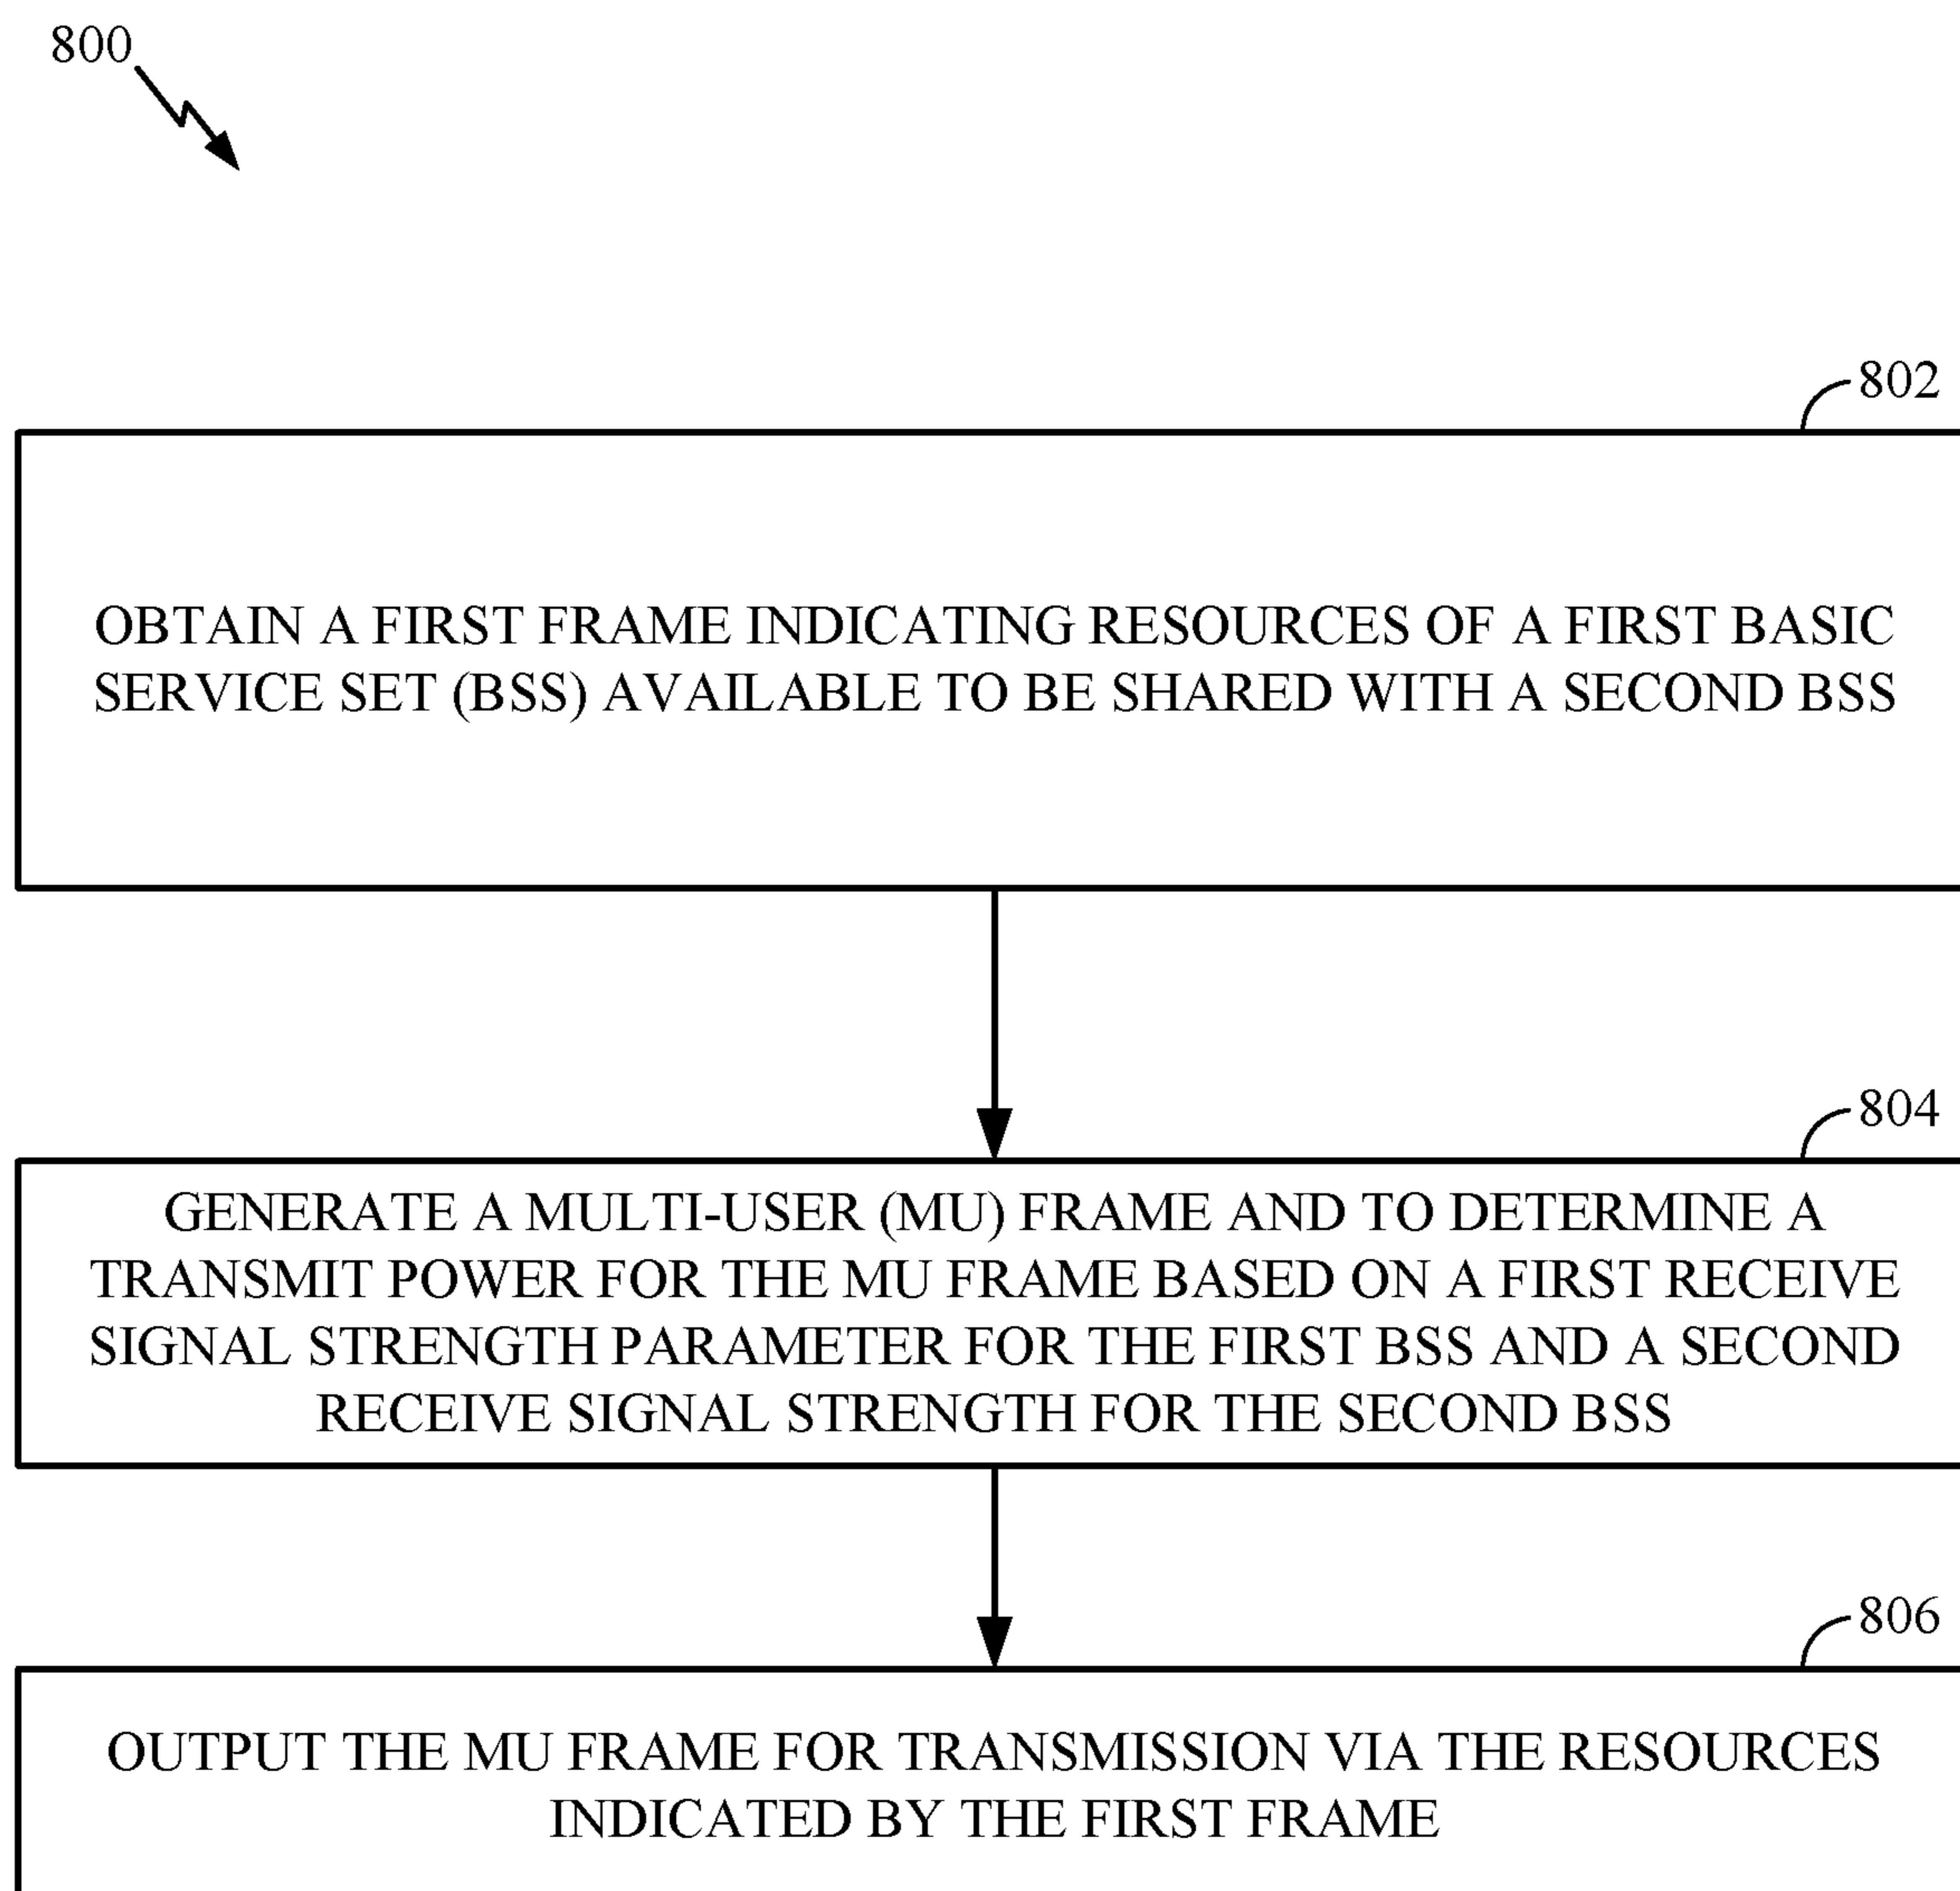 800
802
OBTAIN A FIRST FRAME INDICATING RESOURCES OF A FIRST BASIC
SERVICE SET (BSS) AVAILABLE TO BE SHARED WITH A SECOND BSS
804
GENERATE A MULTI-USER (MU) FRAME AND TO DETERMINE A
TRANSMIT POWER FOR THE MU FRAME BASED ON A FIRST RECEIVE
SIGNAL STRENGTH PARAMETER FOR THE FIRST BSS AND A SECOND
RECEIVE SIGNAL STRENGTH FOR THE SECOND BSS
806
OUTPUT THE MU FRAME FOR TRANSMISSION VIA THE RESOURCES
INDICATED BY THE FIRST FRAME